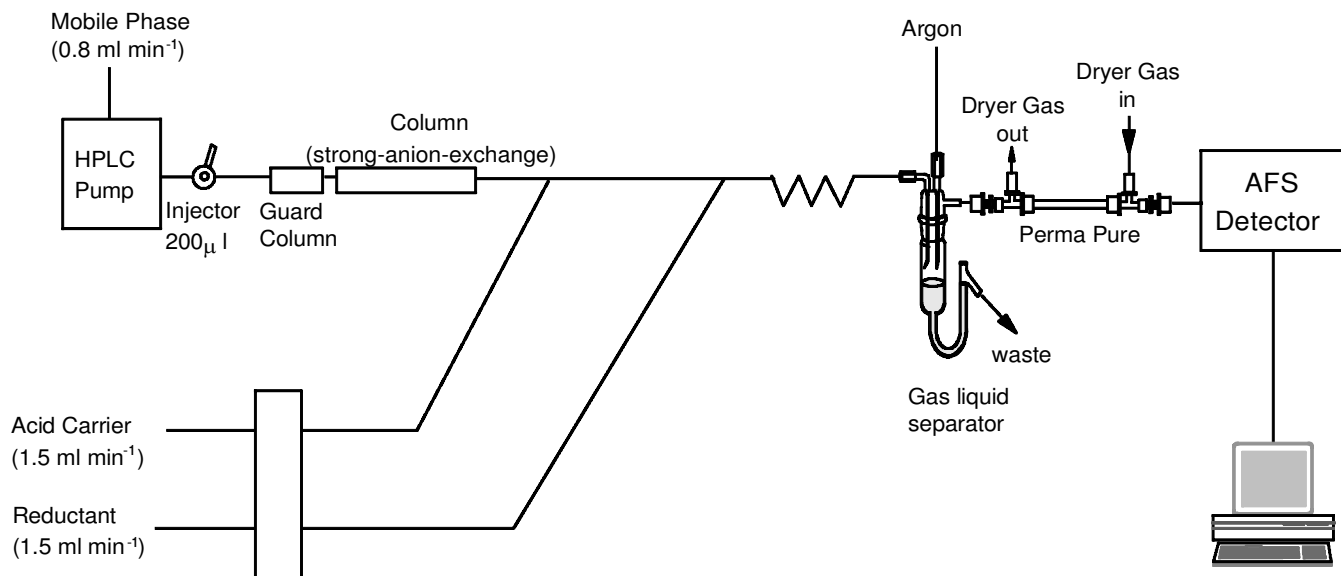 Mobile Phase
(0.8 ml min⁻¹)
HPLC
Pump
Injector
200μ l
Guard
Column
Column
(strong-anion-exchange)
Argon
Dryer Gas
out
Dryer Gas
in
Perma Pure
AFS
Detector
waste
Gas liquid
separator
Acid Carrier
(1.5 ml min⁻¹)
Reductant
(1.5 ml min⁻¹)